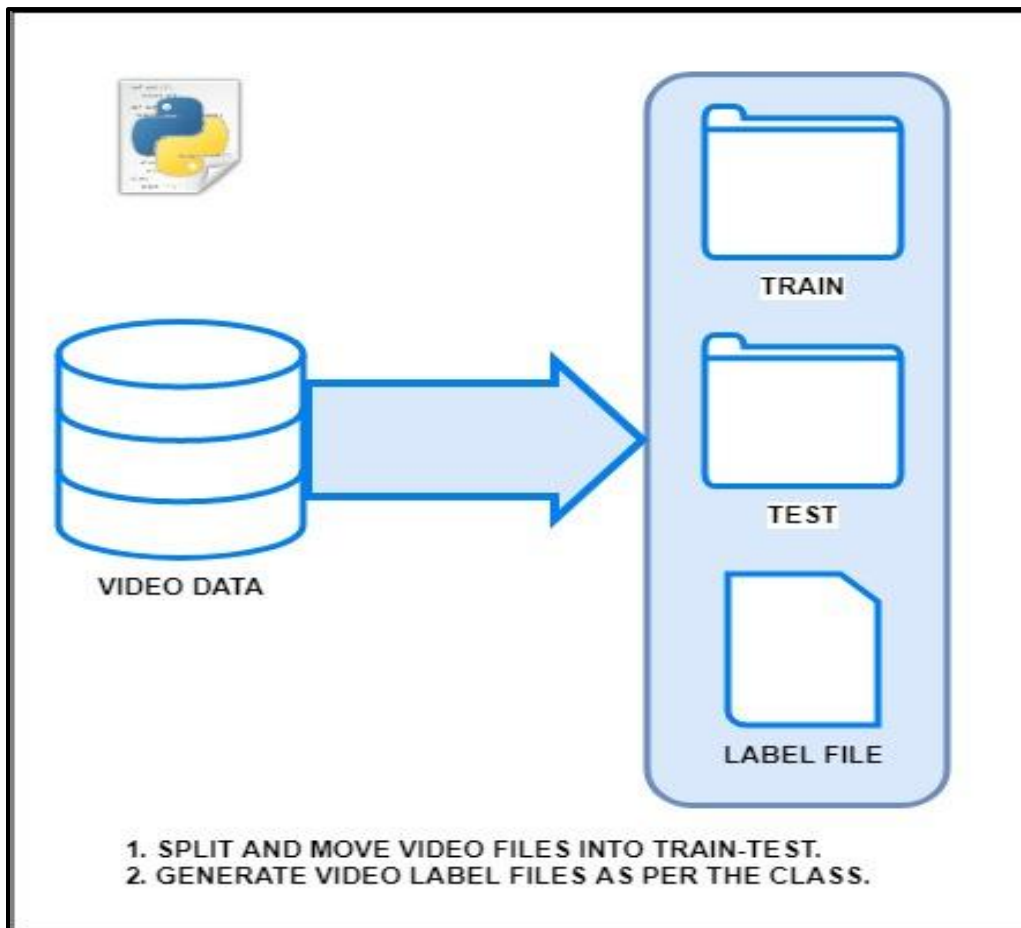 TRAIN
TEST
VIDEO DATA
LABEL FILE
1. SPLIT AND MOVE VIDEO FILES INTO TRAIN-TEST.
2. GENERATE VIDEO LABEL FILES AS PER THE CLASS.